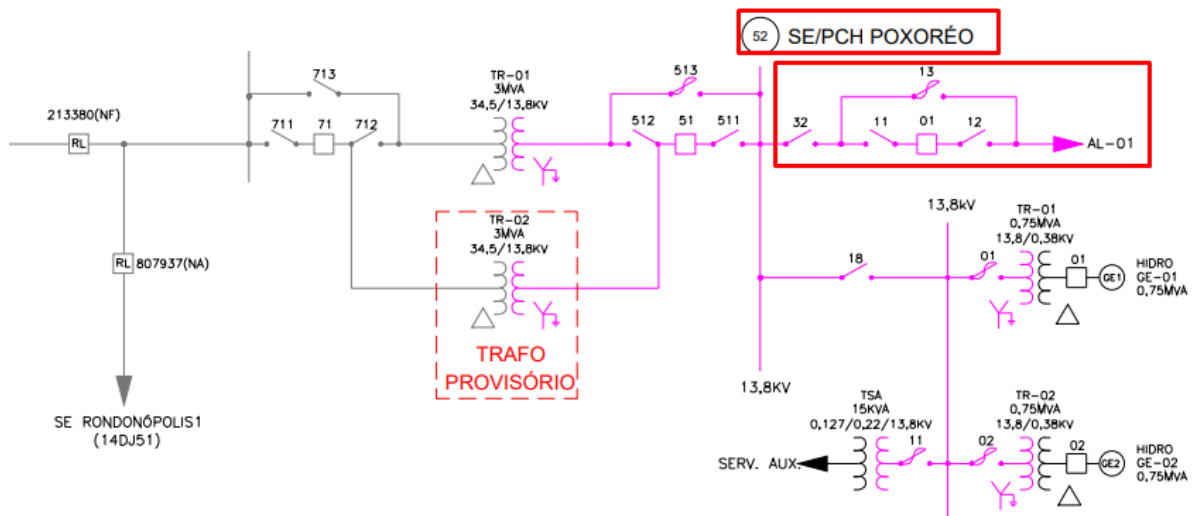 52 SE/PCH POXORÉO
713
TR-01
3MVA
34,5/13,8KV
513
13
213380(NF)
RL
711 71 712
512 51 511
32 11 01 12
AL-01
RL 807937(NA)
TR-02
3MVA
34,5/13,8KV
TRAFO
PROVISÓRIO
13,8kV
TR-01
0,75MVA
13,8/0,38KV
18
01
01
GE1
HIDRO
GE-01
0,75MVA
13,8KV
SE RONDONÓPOLIS1
(14DJ51)
TSA
15KVA
0,127/0,22/13,8KV
TR-02
0,75MVA
13,8/0,38KV
SERV. AUX.
11
02
02
GE2
HIDRO
GE-02
0,75MVA